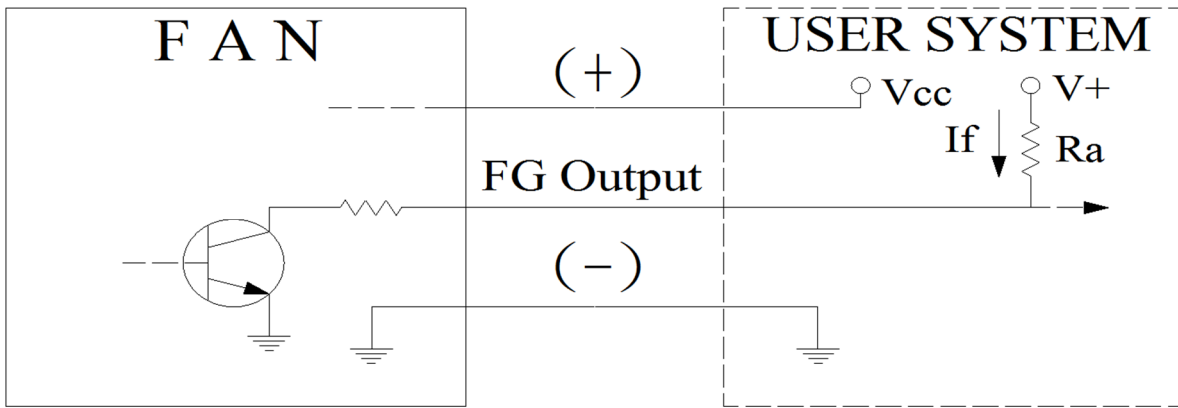 F A N
USER SYSTEM
(+)
Vcc
V+
If
Ra
FG Output
(−)